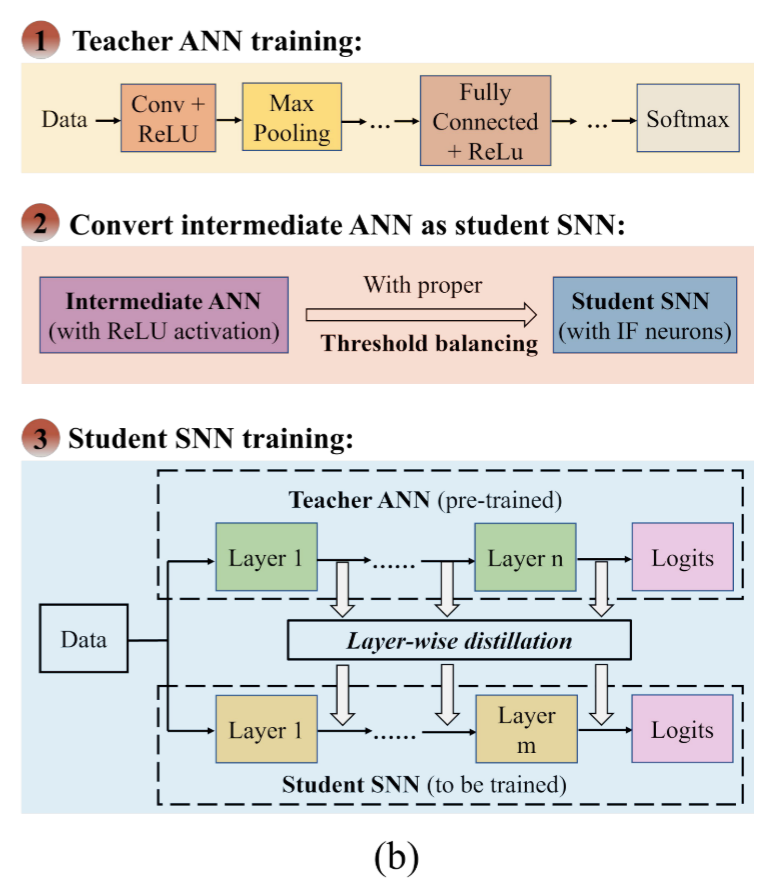 1 Teacher ANN training:
Data
Conv +
ReLU
Max
Pooling
...
Fully
Connected
+ ReLu
...
Softmax
2 Convert intermediate ANN as student SNN:
Intermediate ANN
(with ReLU activation)
With proper
Threshold balancing
Student SNN
(with IF neurons)
3 Student SNN training:
Teacher ANN (pre-trained)
Layer 1
......
Layer n
Logits
Data
Layer-wise distillation
Layer 1
......
Layer
m
Logits
Student SNN (to be trained)
(b)